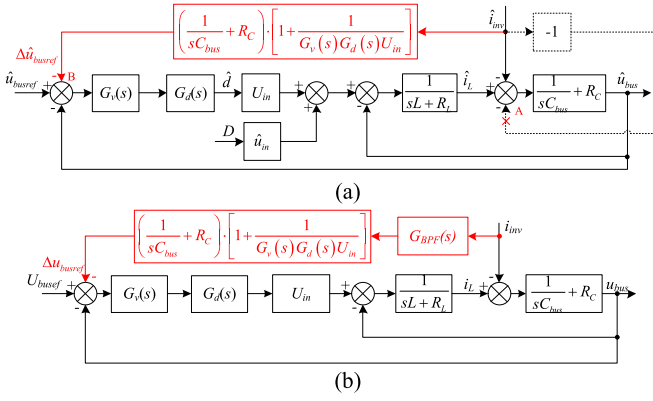 (1/(sC_bus) + R_C) · [1 + 1/(G_v(s)G_d(s)U_in)]
î_inv
-1
Δû_busref
û_busref
+
-
B
-
G_v(s)
G_d(s)
d̂
U_in
+
+
+
-
1/(sL + R_L)
î_L
+
-
-
A
1/(sC_bus) + R_C
û_bus
D
û_in
(a)
(1/(sC_bus) + R_C) · [1 + 1/(G_v(s)G_d(s)U_in)]
G_BPF(s)
i_inv
Δu_busref
U_busef
+
-
-
G_v(s)
G_d(s)
U_in
+
-
1/(sL + R_L)
i_L
+
-
1/(sC_bus) + R_C
u_bus
(b)